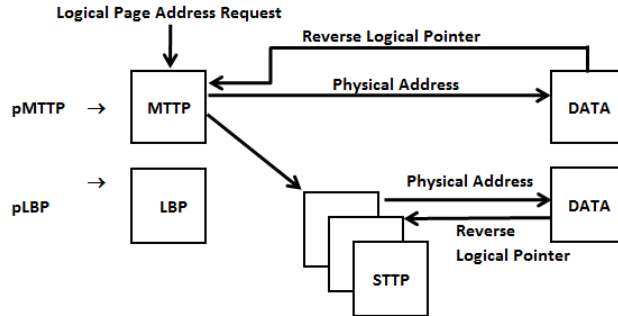 Logical Page Address Request
Reverse Logical Pointer
Physical Address
pMTTP →
MTTP
DATA
→
Physical Address
pLBP
LBP
DATA
Reverse
Logical Pointer
STTP